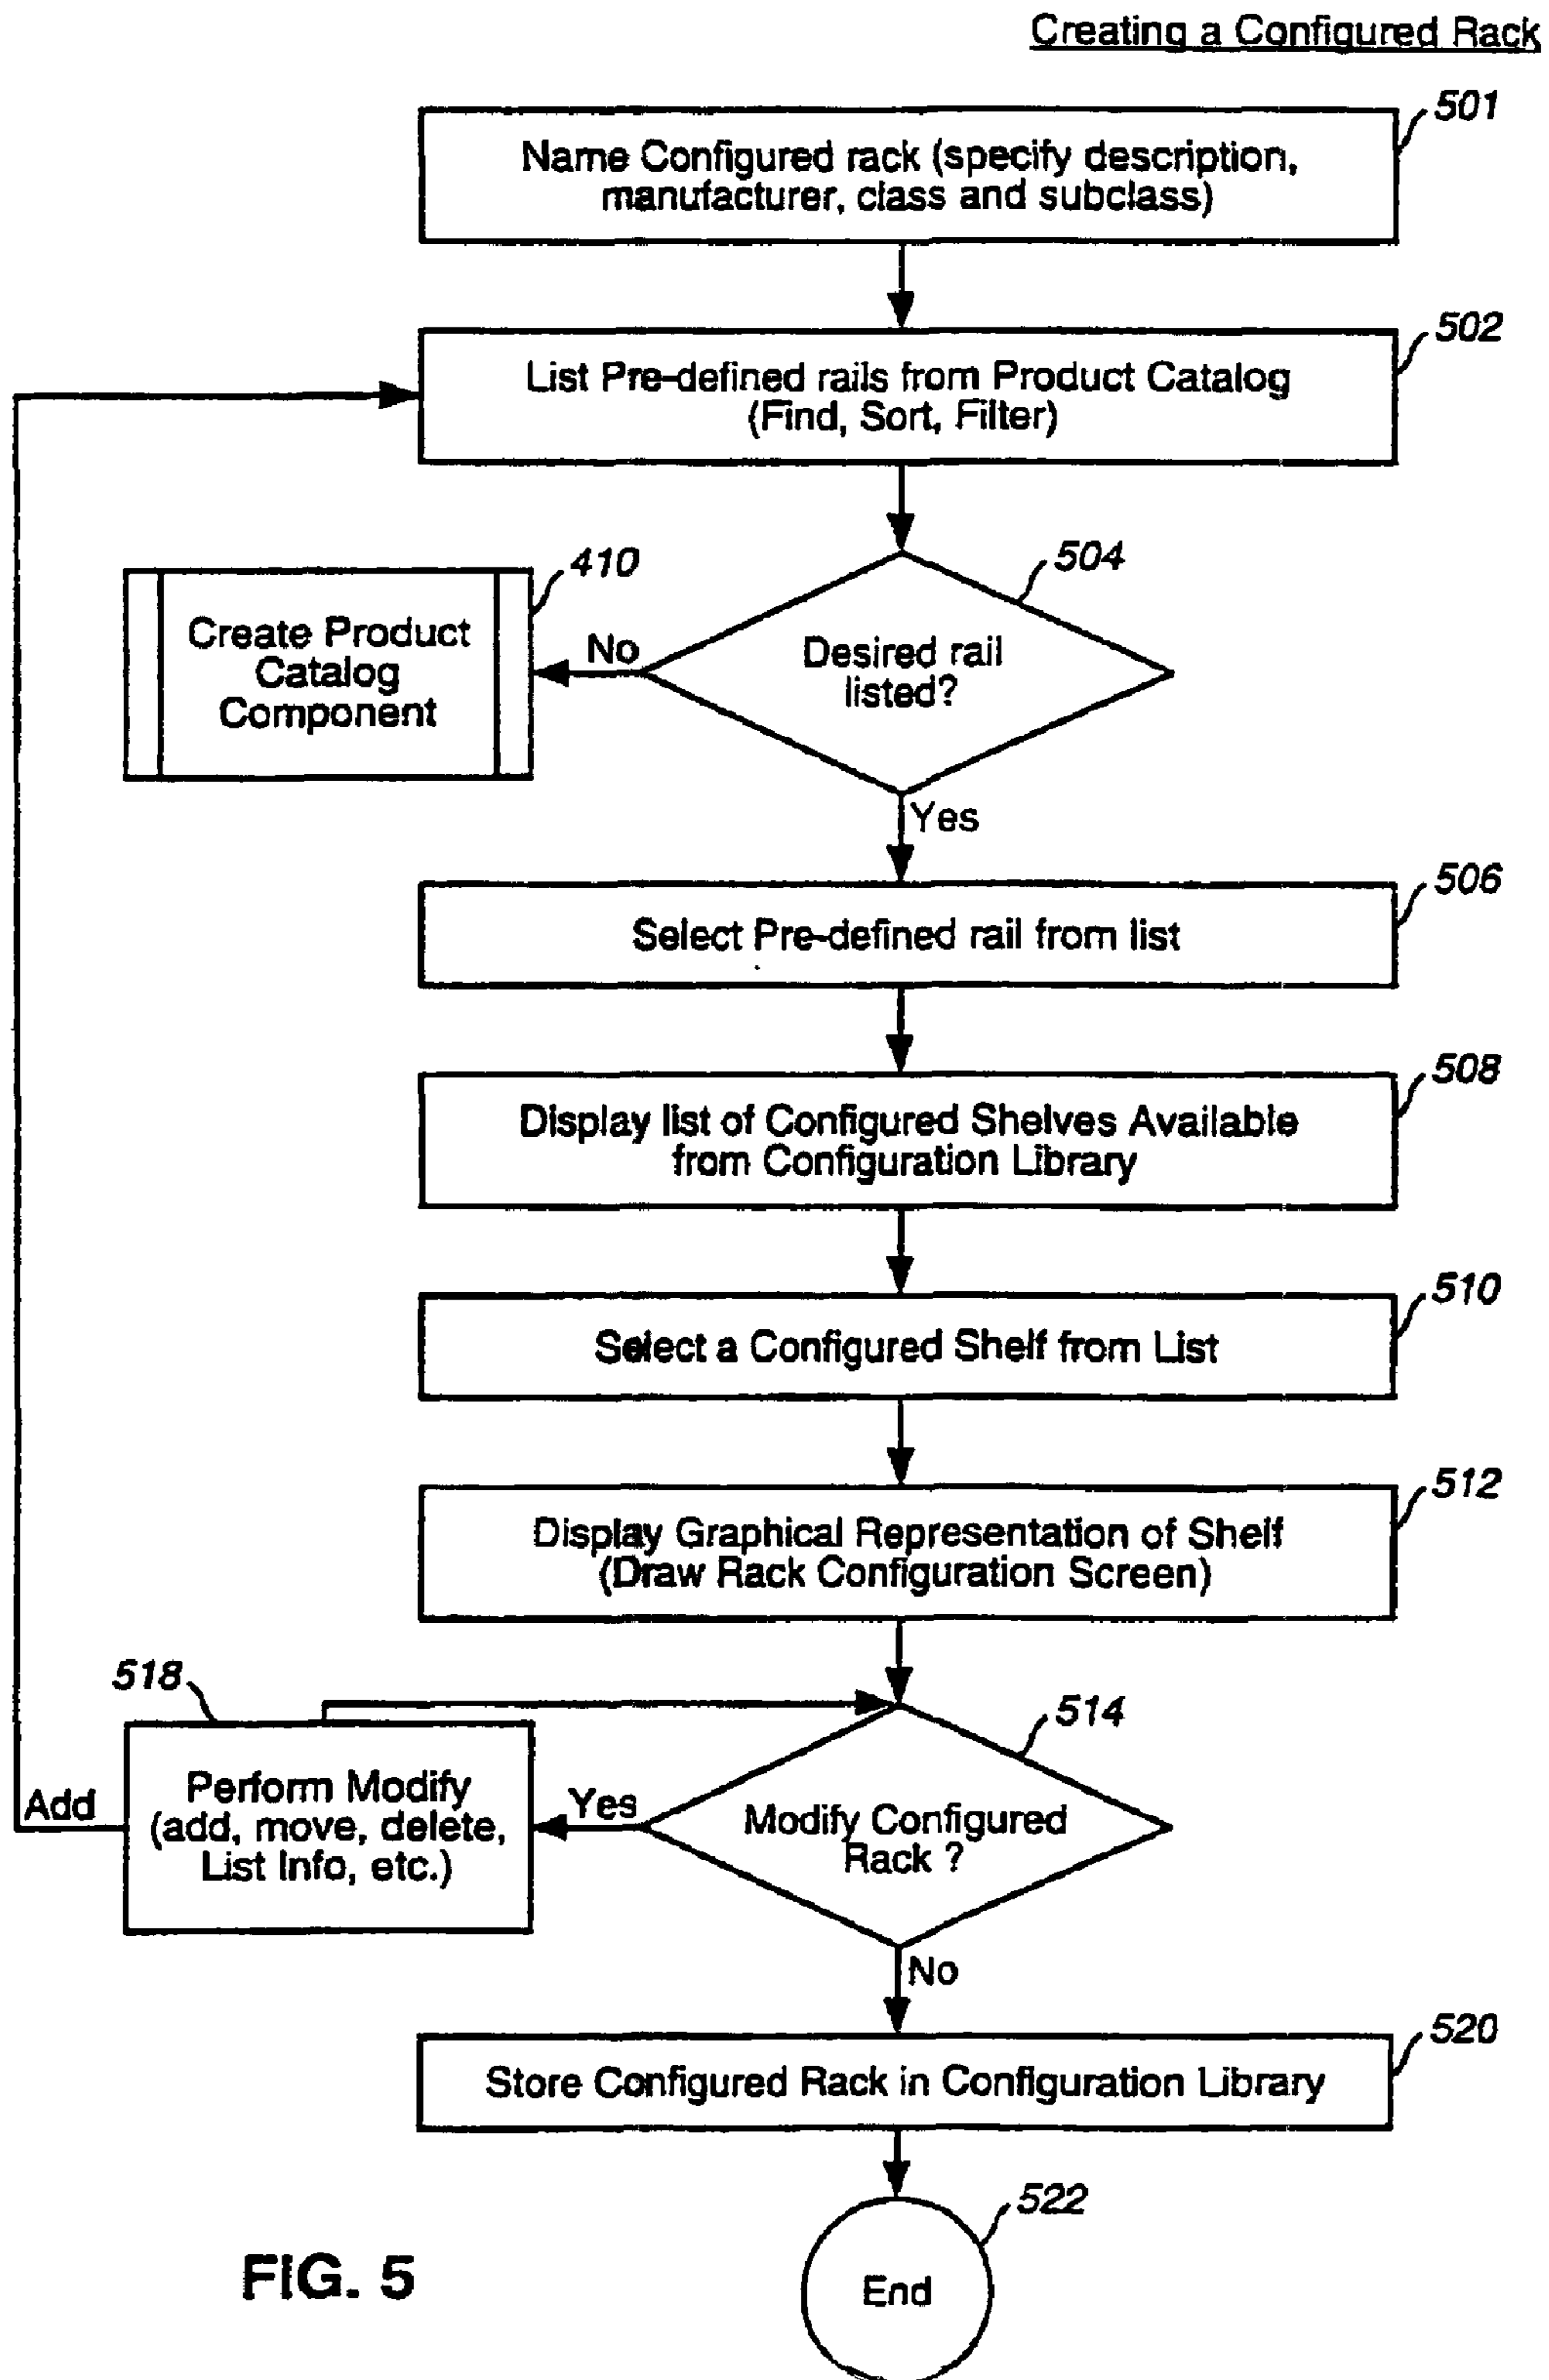 Creating a Configured Rack
501
Name Configured rack (specify description,
manufacturer, class and subclass)
502
List Pre-defined rails from Product Catalog
(Find, Sort, Filter)
504
Desired rail
listed?
No
410
Create Product
Catalog
Component
Yes
506
Select Pre-defined rail from list
508
Display list of Configured Shelves Available
from Configuration Library
510
Select a Configured Shelf from List
512
Display Graphical Representation of Shelf
(Draw Rack Configuration Screen)
514
Modify Configured
Rack ?
Yes
518
Perform Modify
(add, move, delete,
List Info, etc.)
Add
No
520
Store Configured Rack in Configuration Library
522
End
FIG. 5